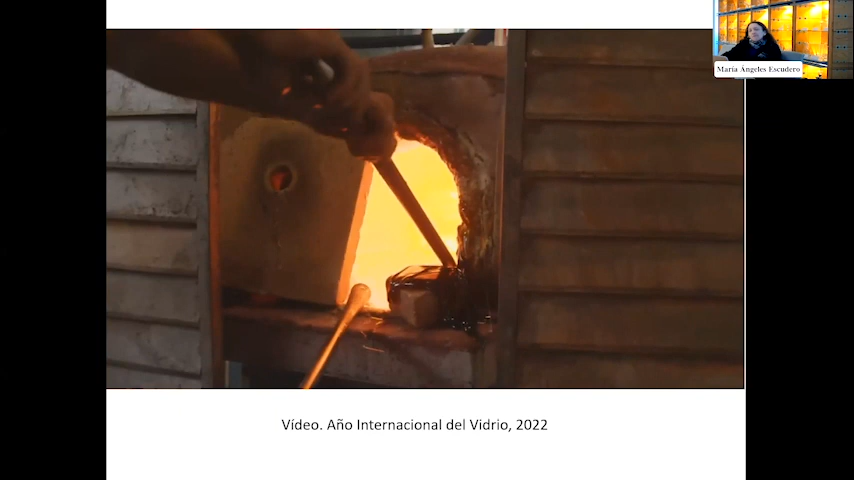 María Ángeles Escudero
Vídeo. Año Internacional del Vidrio, 2022